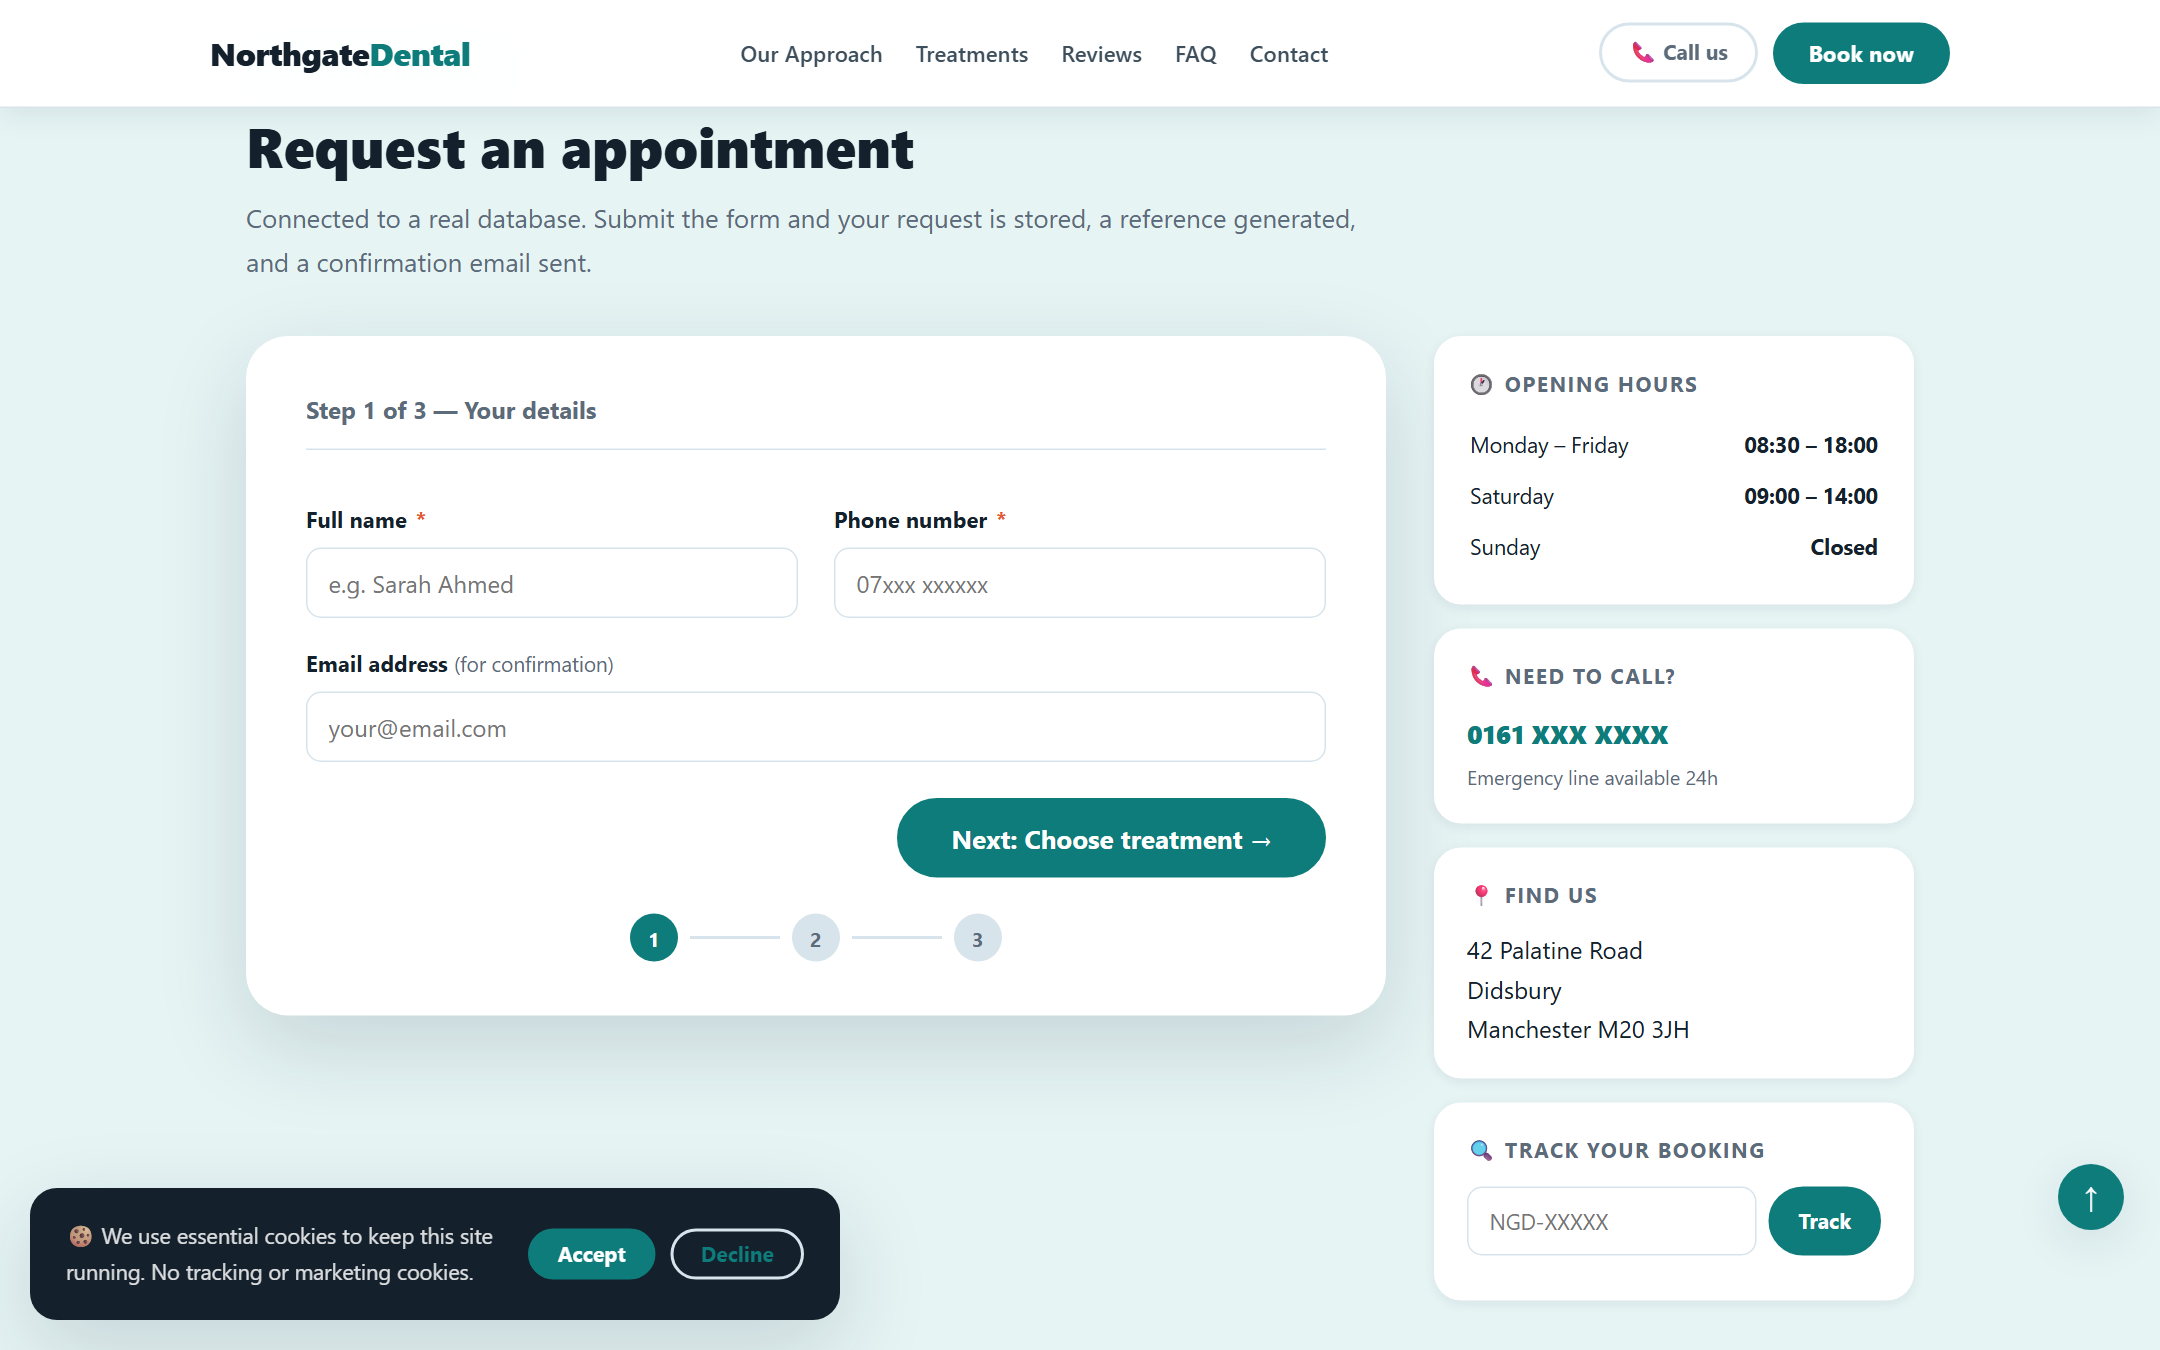 NorthgateDental
Our Approach
Treatments
Reviews
FAQ
Contact
Call us
Book now
Request an appointment
Connected to a real database. Submit the form and your request is stored, a reference generated,
and a confirmation email sent.
Step 1 of 3 — Your details
Full name *
Phone number *
e.g. Sarah Ahmed
07xxx xxxxxx
Email address (for confirmation)
your@email.com
Next: Choose treatment →
1
2
3
OPENING HOURS
Monday – Friday 08:30 – 18:00
Saturday 09:00 – 14:00
Sunday Closed
NEED TO CALL?
0161 XXX XXXX
Emergency line available 24h
FIND US
42 Palatine Road
Didsbury
Manchester M20 3JH
TRACK YOUR BOOKING
NGD-XXXXX
Track
We use essential cookies to keep this site
running. No tracking or marketing cookies.
Accept
Decline
↑